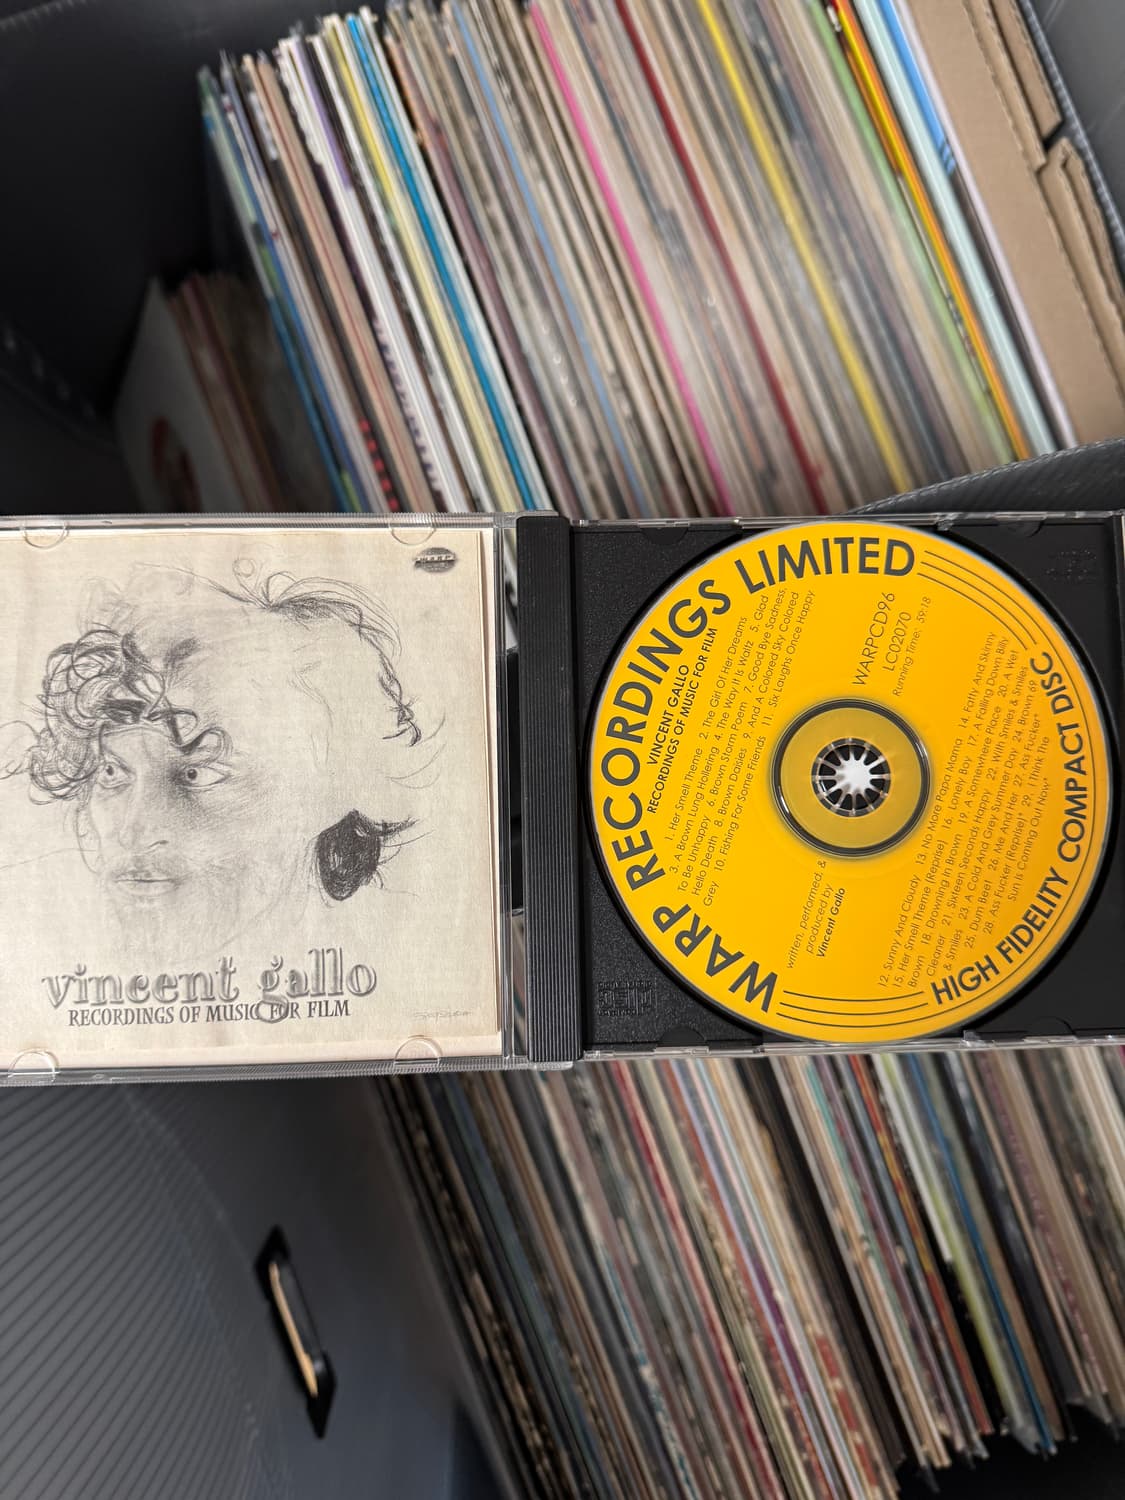 vincent gallo
RECORDINGS OF MUSIC FOR FILM
WARP RECORDINGS LIMITED
VINCENT GALLO
RECORDINGS OF MUSIC FOR FILM
1. Her Smell Theme 2. The Girl Of Her Dreams
3. A Brown Lung Hollering 4. The Way It Is Waltz 5. Glad
To Be Unhappy 6. Brown Storm Poem 7. Good Bye Sadness,
Hello Death 8. Brown Daisies 9. And A Colored Sky Colored
Grey 10. Fishing For Some Friends 11. Six Laughs Once Happy
WARPCD96
LC02070
Running Time: 59:18
written, performed, &
produced by
Vincent Gallo
12. Sunny And Cloudy 13. No More Papa Mama 14. Fatty And Skinny
15. Her Smell Theme (Reprise) 16. Lonely Boy 17. A Falling Down Billy
Brown 18. Drowning In Brown 19. A Somewhere Place 20. A Wet
Cleaner 21. Sixteen Seconds Happy 22. With Smiles & Smiles
& Smiles 23. A Cold And Grey Summer Day 24. Brown 69
25. Dum Beet 26. Me And Her 27. Ass Fucker*
28. Ass Fucker (Reprise)* 29. I Think The
Sun Is Coming Out Now*
HIGH FIDELITY COMPACT DISC